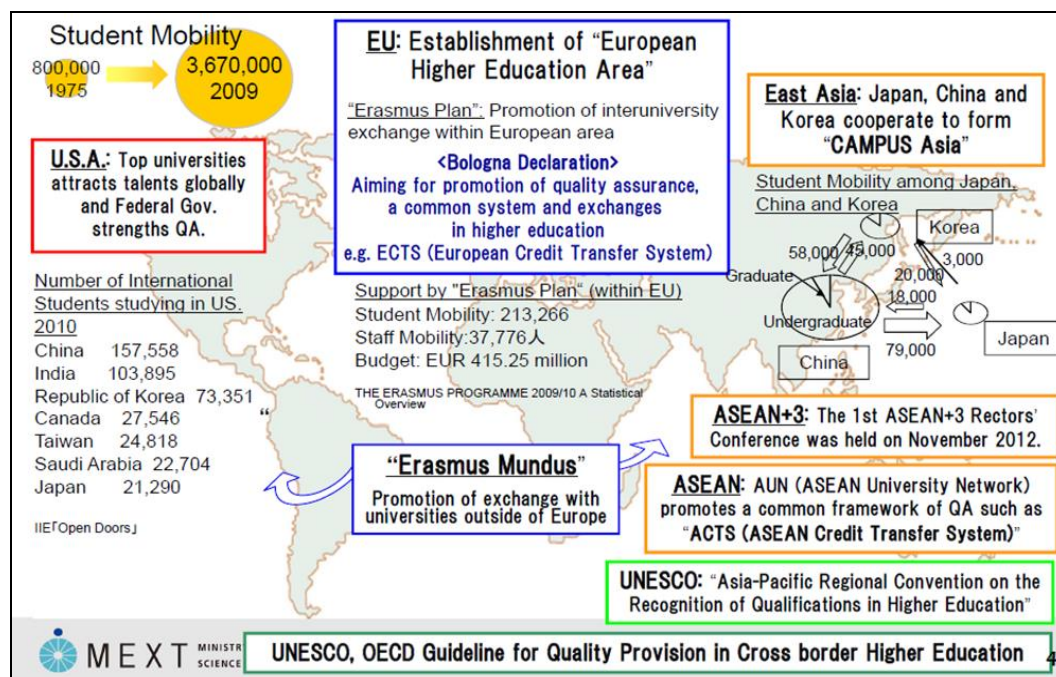 Student Mobility
800,000
1975
3,670,000
2009
EU: Establishment of “European
Higher Education Area”
“Erasmus Plan”: Promotion of interuniversity
exchange within European area
<Bologna Declaration>
Aiming for promotion of quality assurance,
a common system and exchanges
in higher education
e.g. ECTS (European Credit Transfer System)
East Asia: Japan, China and
Korea cooperate to form
“CAMPUS Asia”
U.S.A.: Top universities
attracts talents globally
and Federal Gov.
strengths QA.
Student Mobility among Japan,
China and Korea
Korea
58,000
45,000
3,000
20,000
18,000
Graduate
Undergraduate
79,000
Japan
China
Number of International
Students studying in US.
2010
China 157,558
India 103,895
Republic of Korea 73,351
Canada 27,546
Taiwan 24,818
Saudi Arabia 22,704
Japan 21,290
IIE「Open Doors」
Support by "Erasmus Plan“ (within EU)
Student Mobility: 213,266
Staff Mobility:37,776人
Budget: EUR 415.25 million
THE ERASMUS PROGRAMME 2009/10 A Statistical
Overview
“
“Erasmus Mundus”
Promotion of exchange with
universities outside of Europe
ASEAN+3: The 1st ASEAN+3 Rectors’
Conference was held on November 2012.
ASEAN: AUN (ASEAN University Network)
promotes a common framework of QA such as
“ACTS (ASEAN Credit Transfer System)”
UNESCO: “Asia-Pacific Regional Convention on the
Recognition of Qualifications in Higher Education”
MEXT
MINISTR
SCIENCE
UNESCO, OECD Guideline for Quality Provision in Cross border Higher Education
4